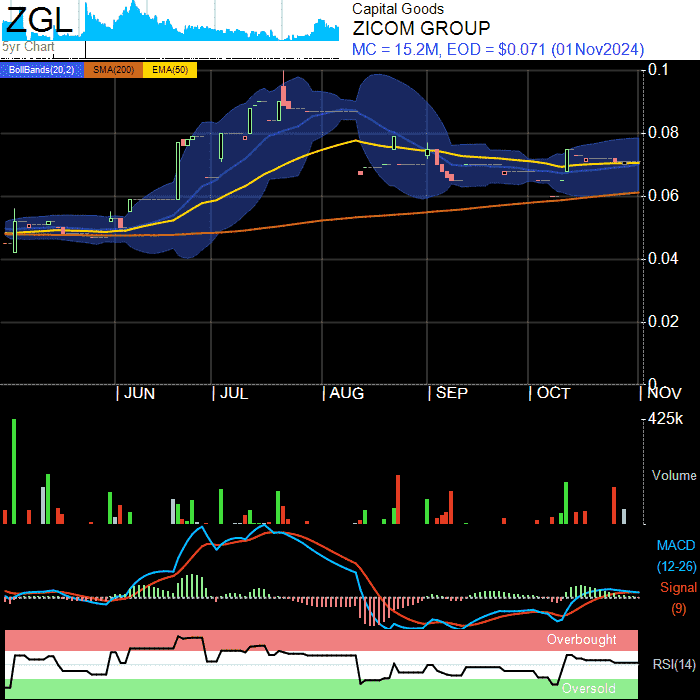 ZGL
5yr Chart
Capital Goods
ZICOM GROUP
MC = 15.2M, EOD = $0.071 (01Nov2024)
BollBands(20,2) SMA(200) EMA(50)
0.1
0.08
0.06
0.04
0.02
0
JUN JUL AUG SEP OCT NOV
425k
Volume
MACD
(12-26)
Signal
(9)
Overbought
RSI(14)
Oversold